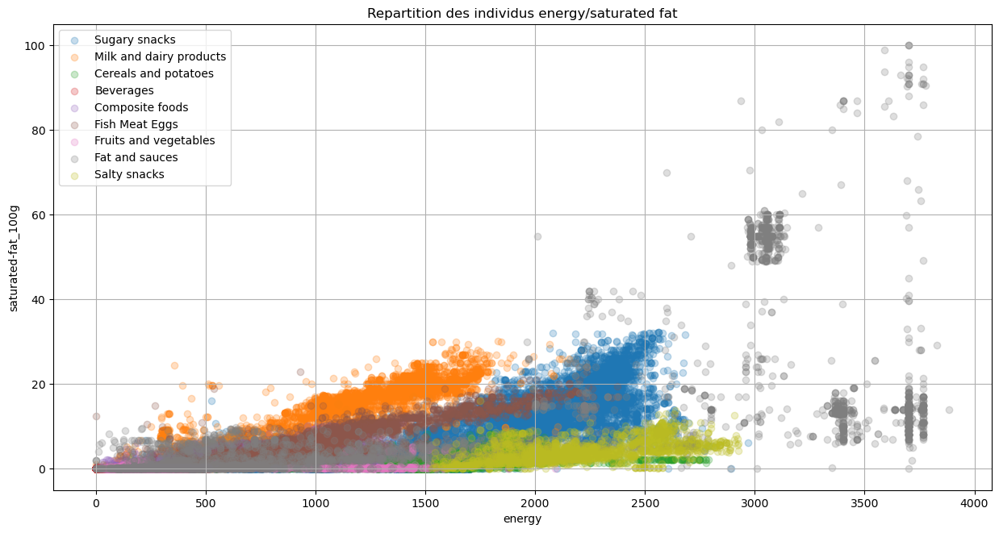 Repartition des individus energy/saturated fat
Sugary snacks
Milk and dairy products
Cereals and potatoes
Beverages
Composite foods
Fish Meat Eggs
Fruits and vegetables
Fat and sauces
Salty snacks
saturated-fat_100g
100
80
60
40
20
0
0 500 1000 1500 2000 2500 3000 3500 4000
energy